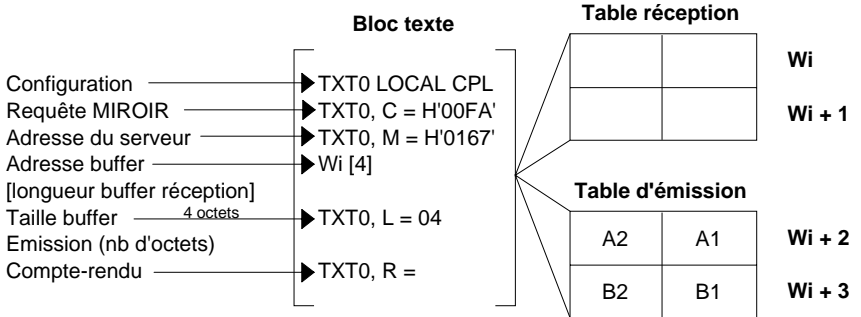 Table réception
Bloc texte
Wi
Configuration TXT0 LOCAL CPL
Requête MIROIR TXT0, C = H'00FA'
Wi + 1
Adresse du serveur TXT0, M = H'0167'
Adresse buffer Wi [4]
[longueur buffer réception]
Table d'émission
Taille buffer 4 octets TXT0, L = 04
Emission (nb d'octets)
A2 A1 Wi + 2
Compte-rendu TXT0, R =
B2 B1 Wi + 3